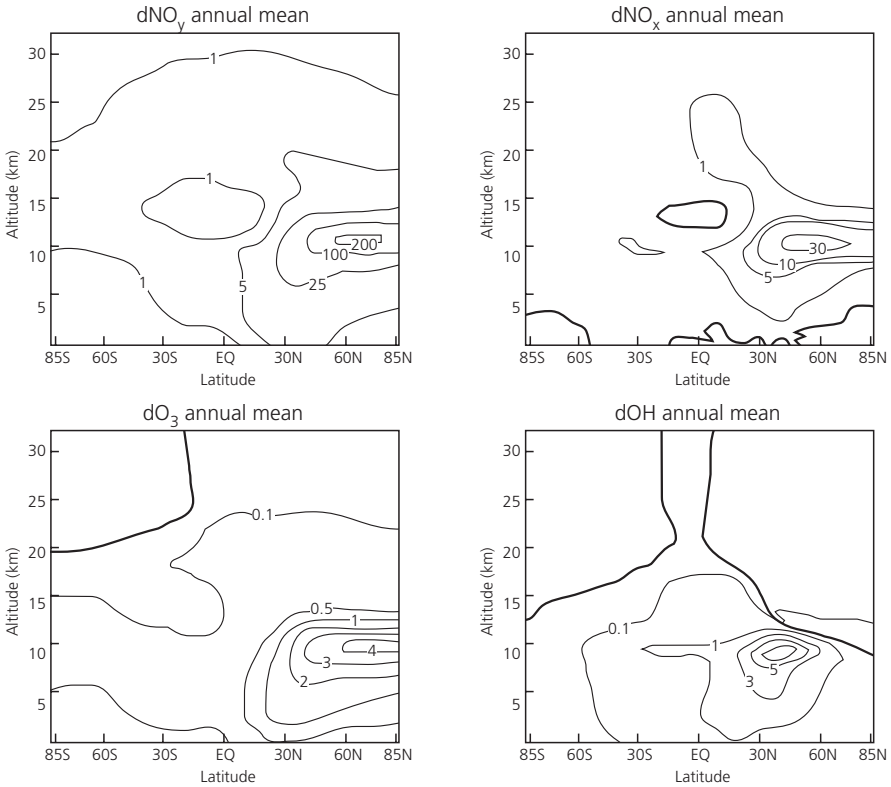 dNOy annual mean
30
25
20
15
10
5
Altitude (km)
1
1
1
5
25
100
200
85S 60S 30S EQ 30N 60N 85N
Latitude
dNOx annual mean
30
25
20
15
10
5
Altitude (km)
1
5
10
30
85S 60S 30S EQ 30N 60N 85N
Latitude
dO3 annual mean
30
25
20
15
10
5
Altitude (km)
0.1
0.5
1
4
3
2
85S 60S 30S EQ 30N 60N 85N
Latitude
dOH annual mean
30
25
20
15
10
5
Altitude (km)
0.1
1
5
3
85S 60S 30S EQ 30N 60N 85N
Latitude